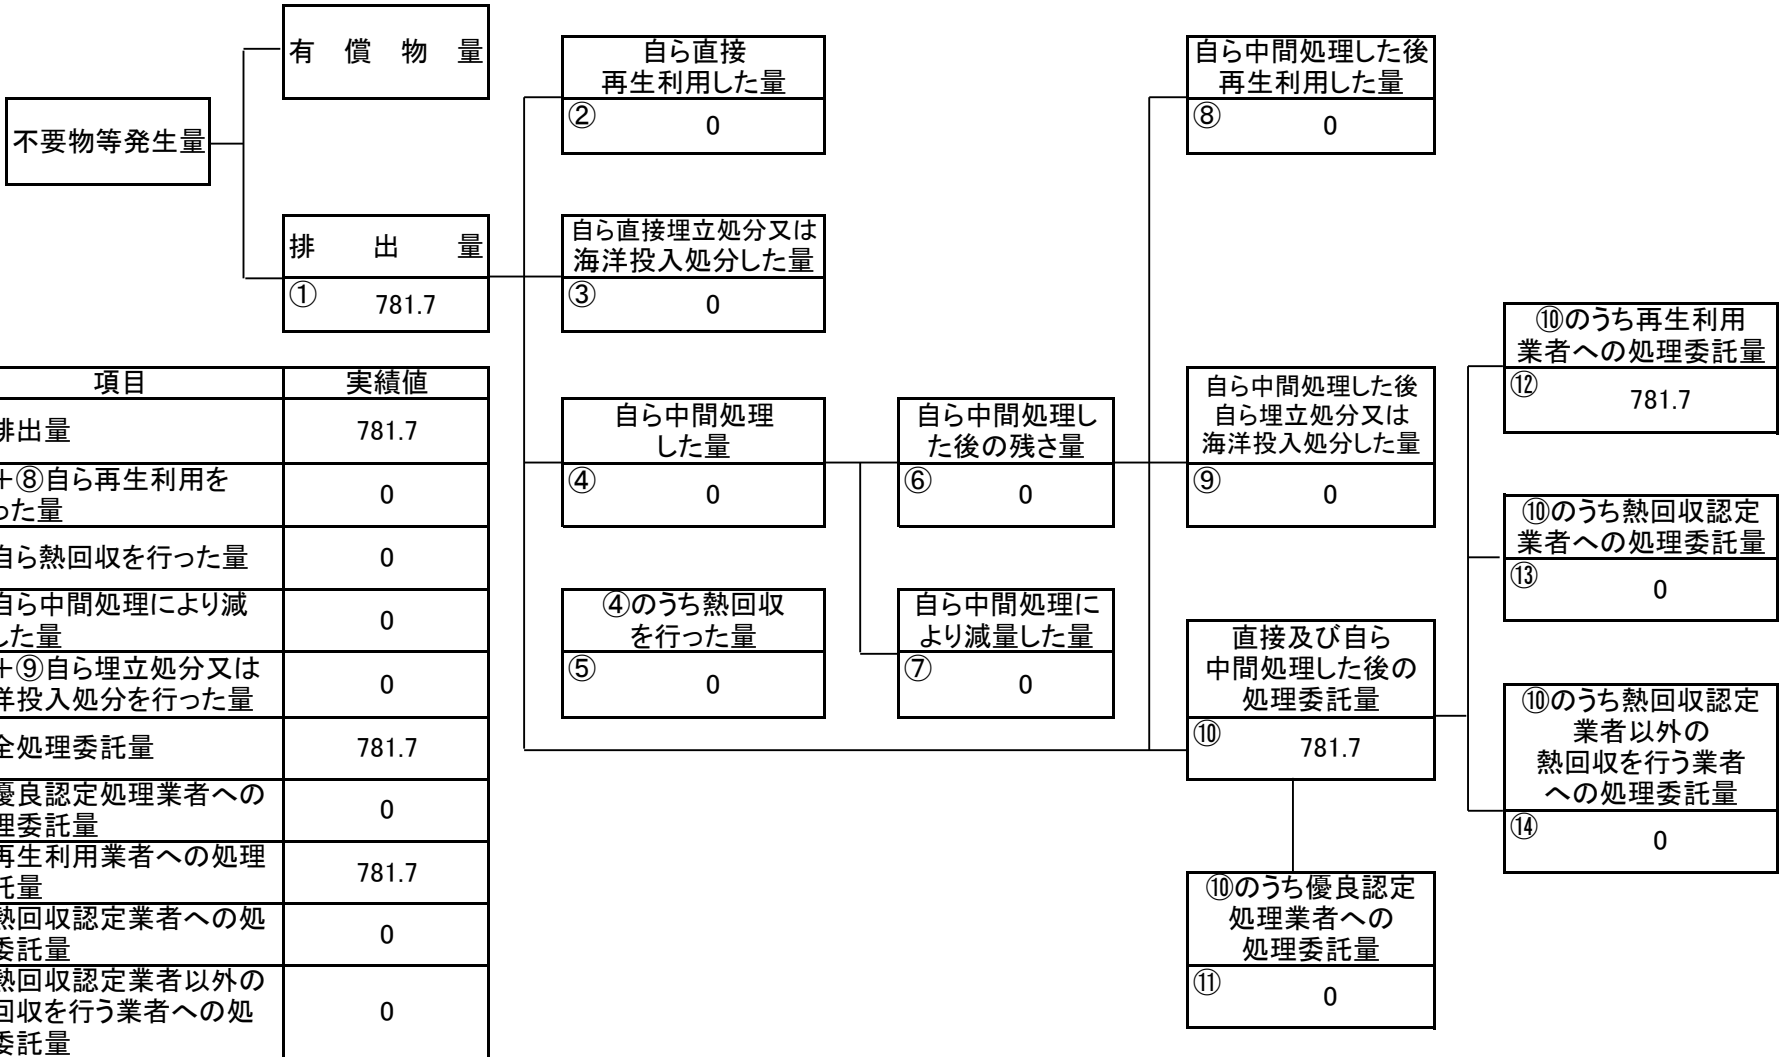 有 償 物 量
不要物等発生量
排 出 量
① 781.7
自ら直接
再生利用した量
② 0
自ら直接埋立処分又は
海洋投入処分した量
③ 0
自ら中間処理
した量
④ 0
④のうち熱回収
を行った量
⑤ 0
自ら中間処理し
た後の残さ量
⑥ 0
自ら中間処理に
より減量した量
⑦ 0
自ら中間処理した後
再生利用した量
⑧ 0
自ら中間処理した後
自ら埋立処分又は
海洋投入処分した量
⑨ 0
直接及び自ら
中間処理した後の
処理委託量
⑩ 781.7
⑩のうち優良認定
処理業者への
処理委託量
⑪ 0
⑩のうち再生利用
業者への処理委託量
⑫ 781.7
⑩のうち熱回収認定
業者への処理委託量
⑬ 0
⑩のうち熱回収認定
業者以外の
熱回収を行う業者
への処理委託量
⑭ 0
項目 実績値
排出量 781.7
+⑧自ら再生利用を
った量 0
自ら熱回収を行った量 0
自ら中間処理により減
した量 0
+⑨自ら埋立処分又は
洋投入処分を行った量 0
全処理委託量 781.7
優良認定処理業者への
理委託量 0
再生利用業者への処理
託量 781.7
熱回収認定業者への処
委託量 0
熱回収認定業者以外の
回収を行う業者への処
委託量 0